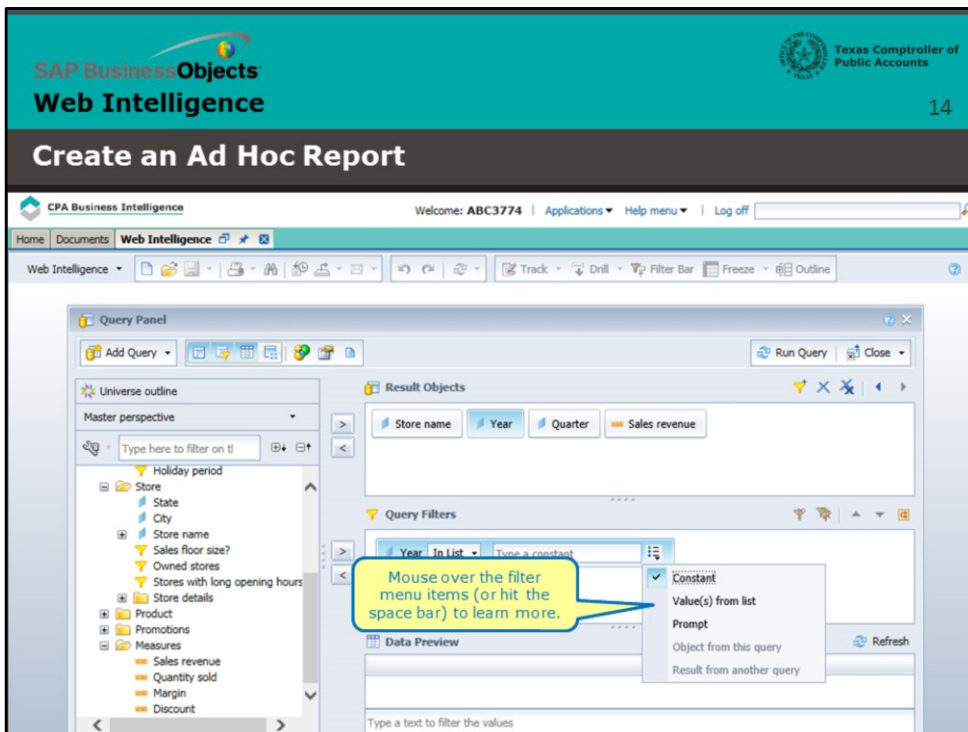 SAP BusinessObjects
Web Intelligence
Texas Comptroller of
Public Accounts
14
Create an Ad Hoc Report
CPA Business Intelligence
Welcome: ABC3774 | Applications Help menu | Log off
Home Documents Web Intelligence
Web Intelligence Track Drill Filter Bar Freeze Outline
Query Panel
Add Query Run Query Close
Universe outline
Master perspective
Type here to filter on tl
Holiday period
Store
State
City
Store name
Sales floor size?
Owned stores
Stores with long opening hours
Store details
Product
Promotions
Measures
Sales revenue
Quantity sold
Margin
Discount
Result Objects
Store name Year Quarter Sales revenue
Query Filters
Year In List Type a constant
Mouse over the filter
menu items (or hit the
space bar) to learn more.
Constant
Value(s) from list
Prompt
Object from this query
Result from another query
Data Preview Refresh
Type a text to filter the values